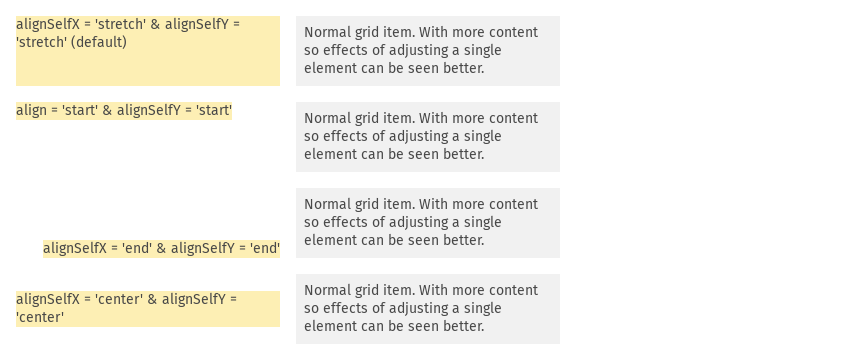 alignSelfX = 'stretch' & alignSelfY =
'stretch' (default)
Normal grid item. With more content
so effects of adjusting a single
element can be seen better.
align = 'start' & alignSelfY = 'start'
Normal grid item. With more content
so effects of adjusting a single
element can be seen better.
alignSelfX = 'end' & alignSelfY = 'end'
Normal grid item. With more content
so effects of adjusting a single
element can be seen better.
alignSelfX = 'center' & alignSelfY =
'center'
Normal grid item. With more content
so effects of adjusting a single
element can be seen better.